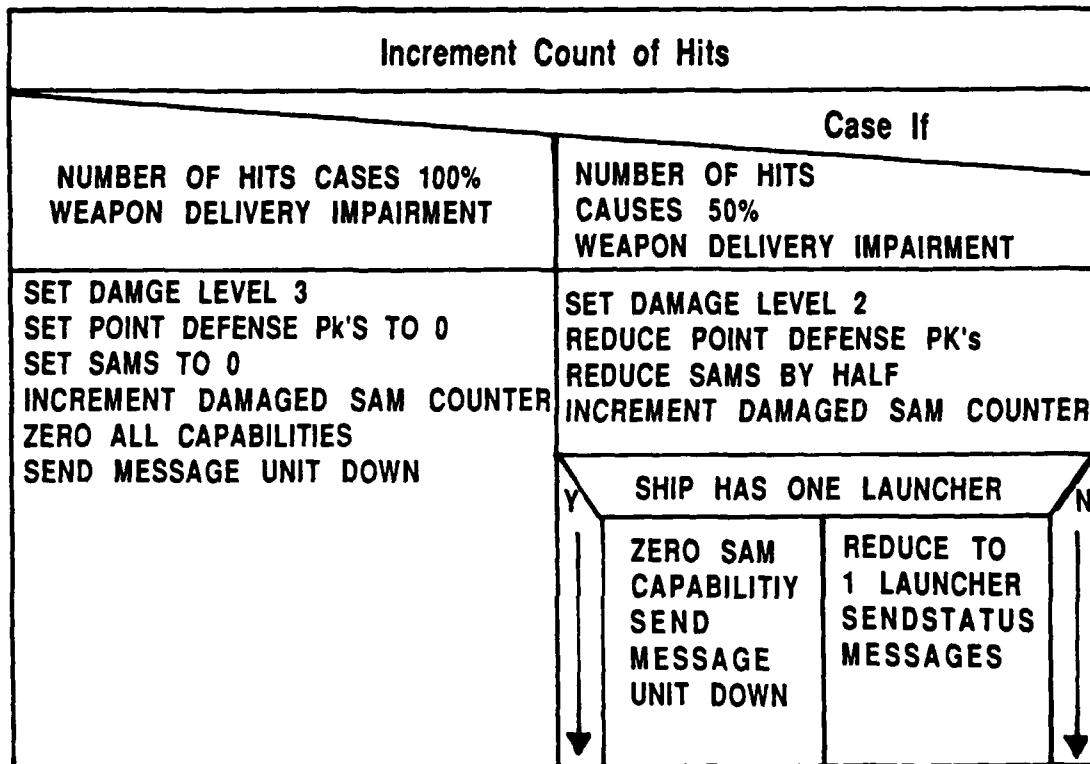 Increment Count of Hits
Case If
NUMBER OF HITS CASES 100%
WEAPON DELIVERY IMPAIRMENT
NUMBER OF HITS
CAUSES 50%
WEAPON DELIVERY IMPAIRMENT
SET DAMGE LEVEL 3
SET POINT DEFENSE Pk'S TO 0
SET SAMS TO 0
INCREMENT DAMAGED SAM COUNTER
ZERO ALL CAPABILITIES
SEND MESSAGE UNIT DOWN
SET DAMAGE LEVEL 2
REDUCE POINT DEFENSE PK's
REDUCE SAMS BY HALF
INCREMENT DAMAGED SAM COUNTER
Y
SHIP HAS ONE LAUNCHER
N
ZERO SAM
CAPABILITIY
SEND
MESSAGE
UNIT DOWN
REDUCE TO
1 LAUNCHER
SENDSTATUS
MESSAGES